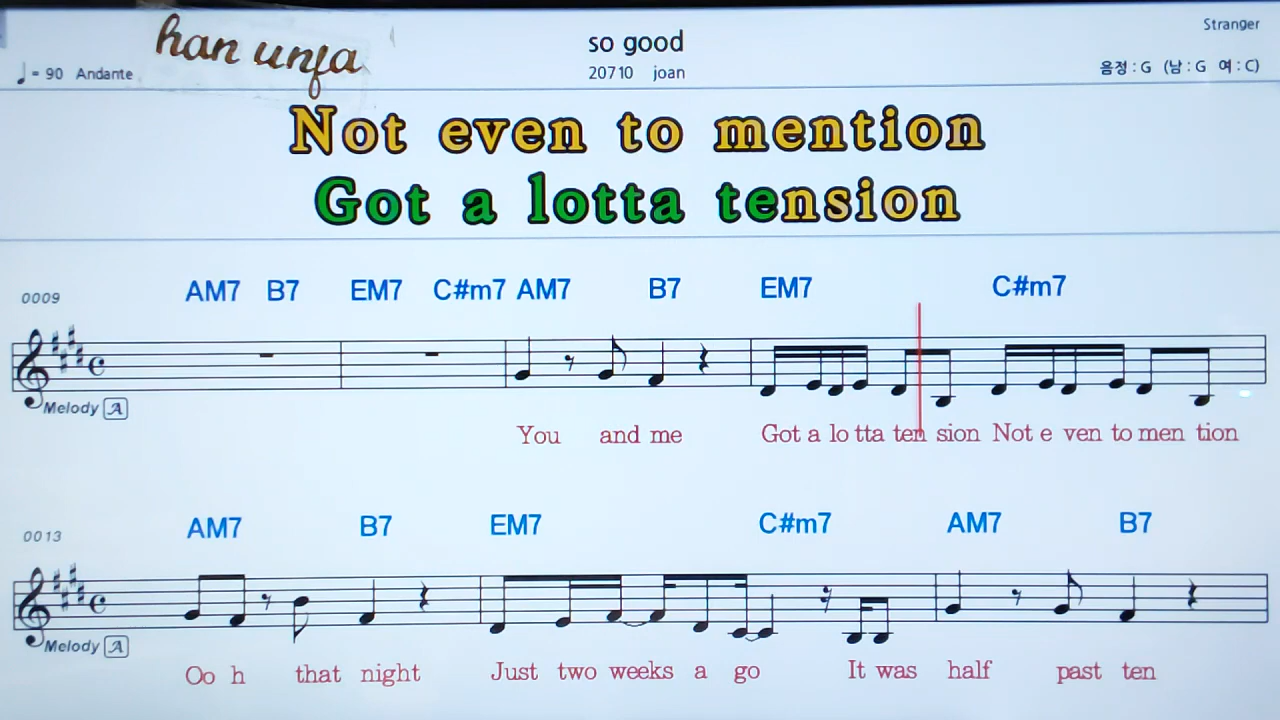 han unfa
so good
Stranger
♩= 90 Andante
20710 joan
음정 : G (남 : G 여 : C)
Not even to mention
Got a lotta tension
0009 AM7 B7 EM7 C#m7 AM7 B7 EM7 C#m7
Melody A
You and me Got a lo tta ten sion Not e ven to men tion
0013 AM7 B7 EM7 C#m7 AM7 B7
Melody A
Oo h that night Just two weeks a go It was half past ten